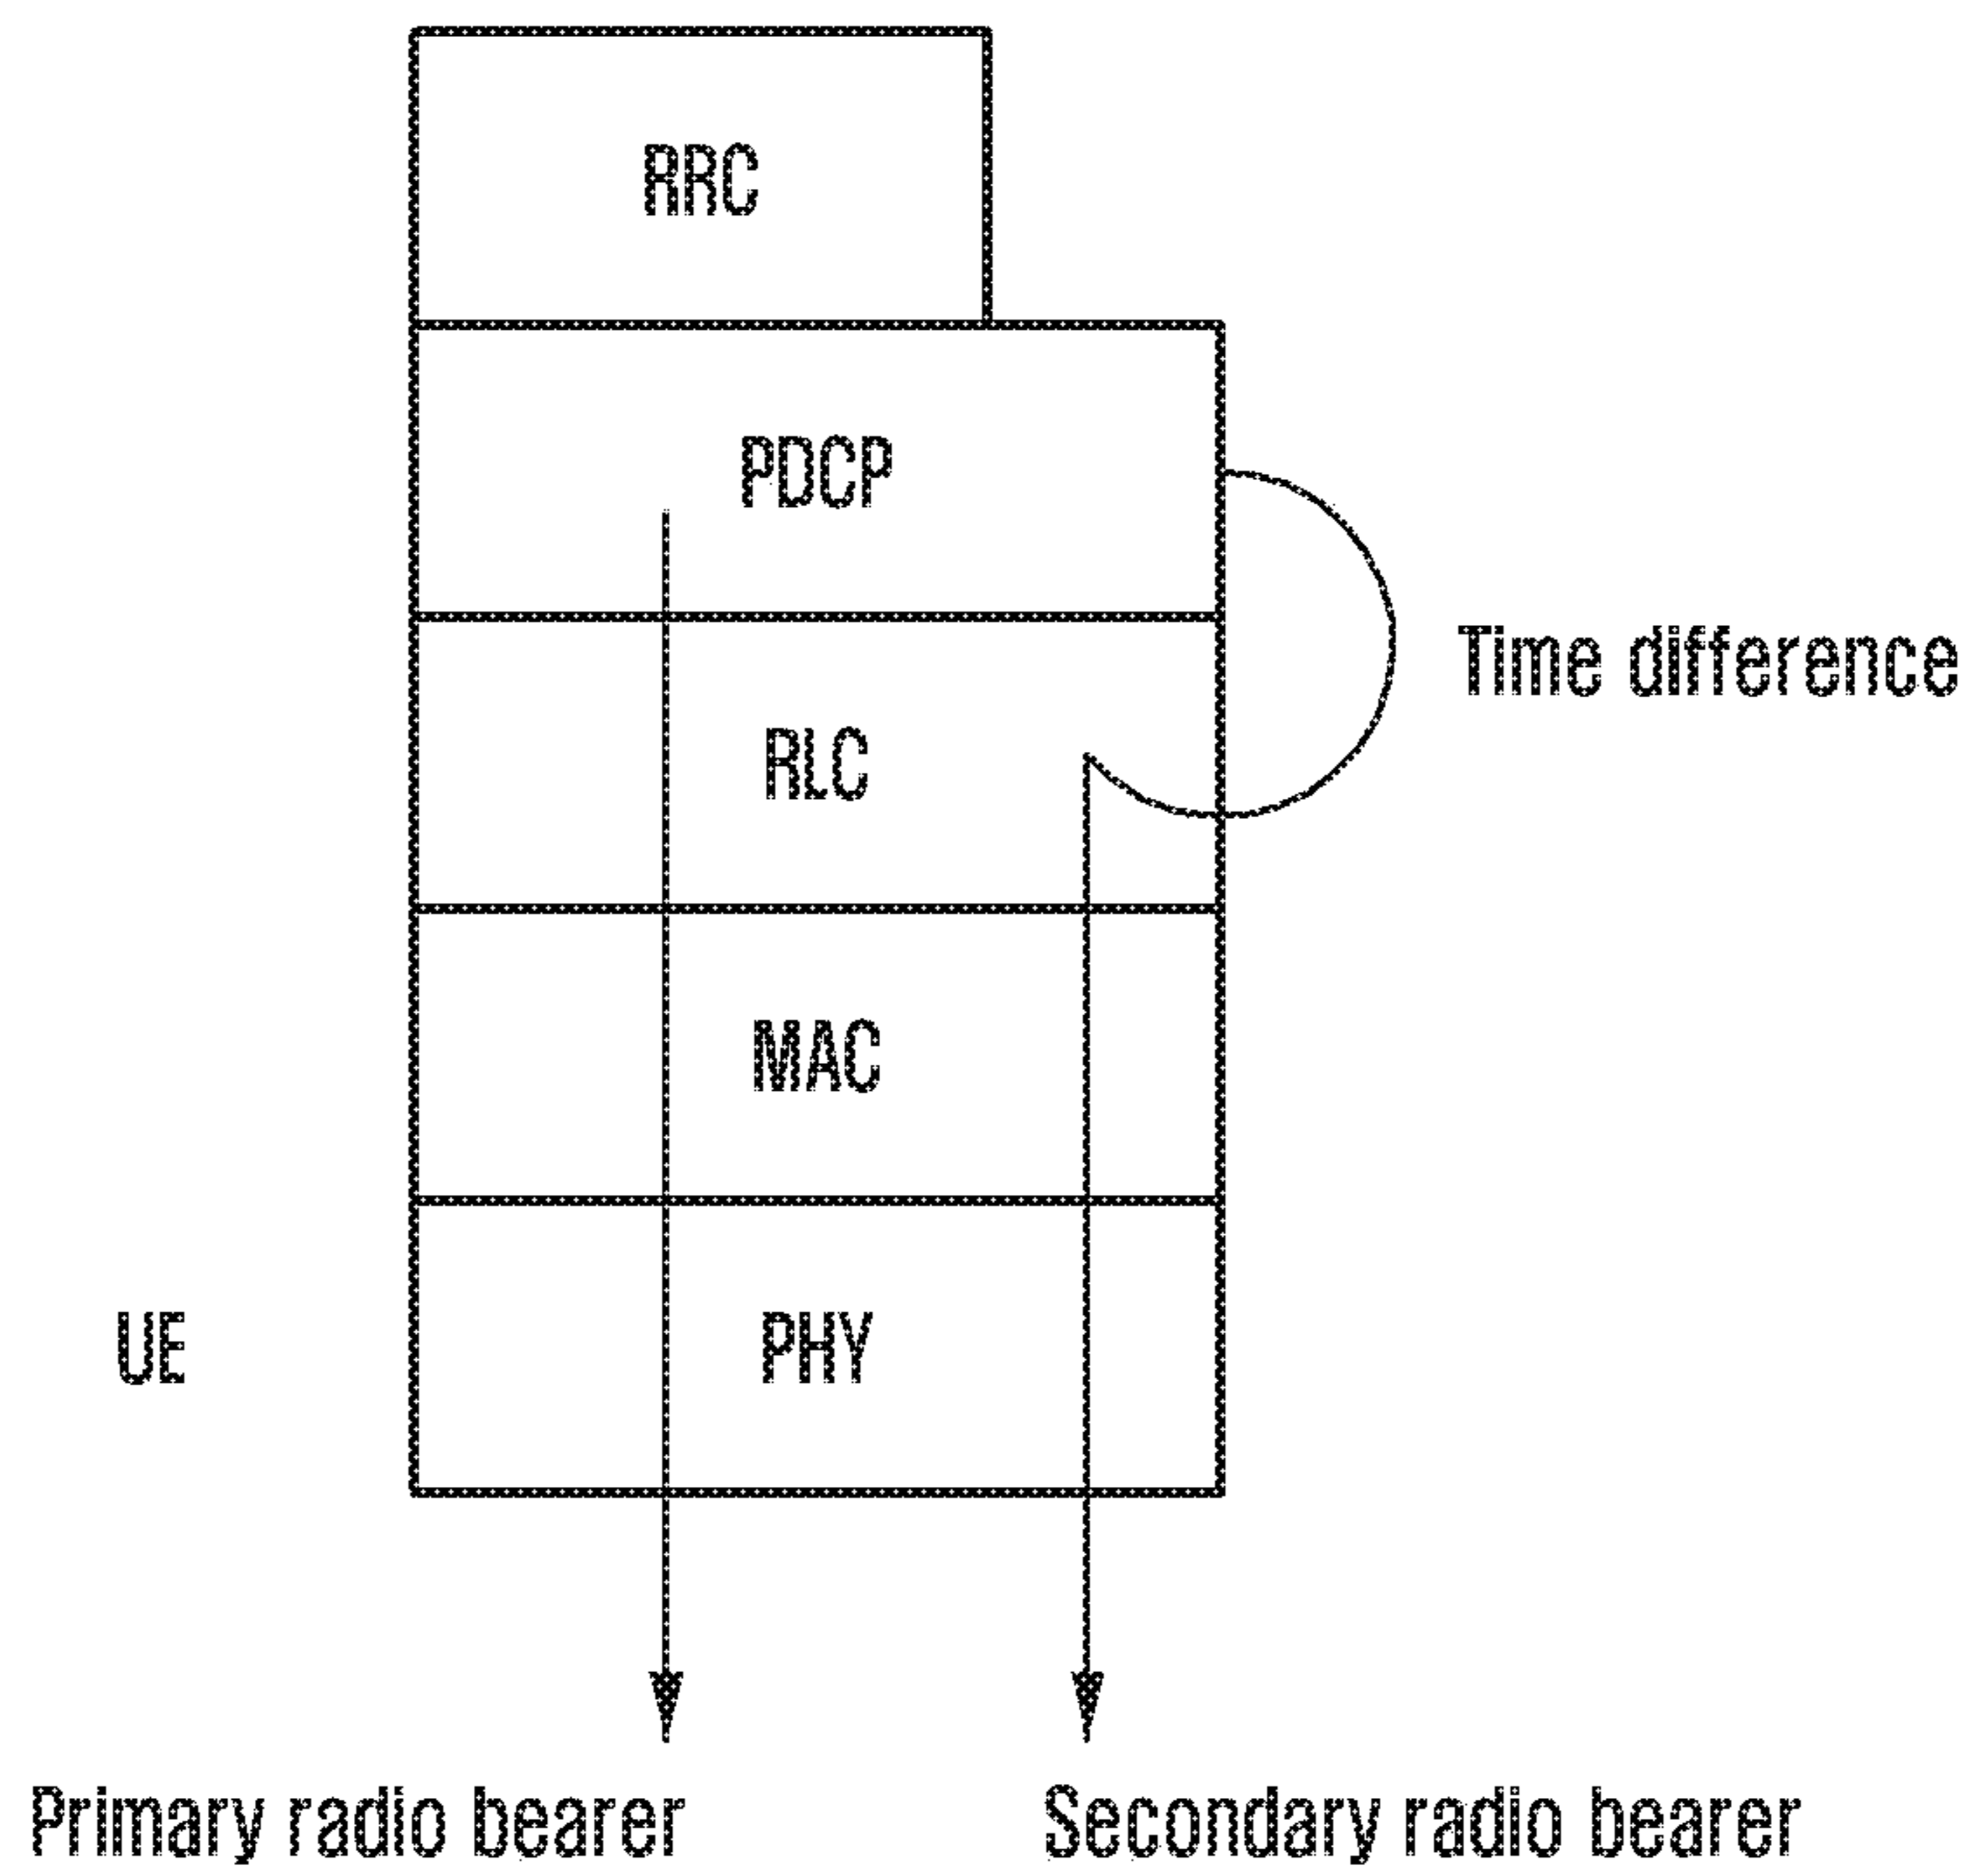 RRC
PDCP
Time difference
RLC
MAC
UE
PHY
Primary radio bearer
Secondary radio bearer